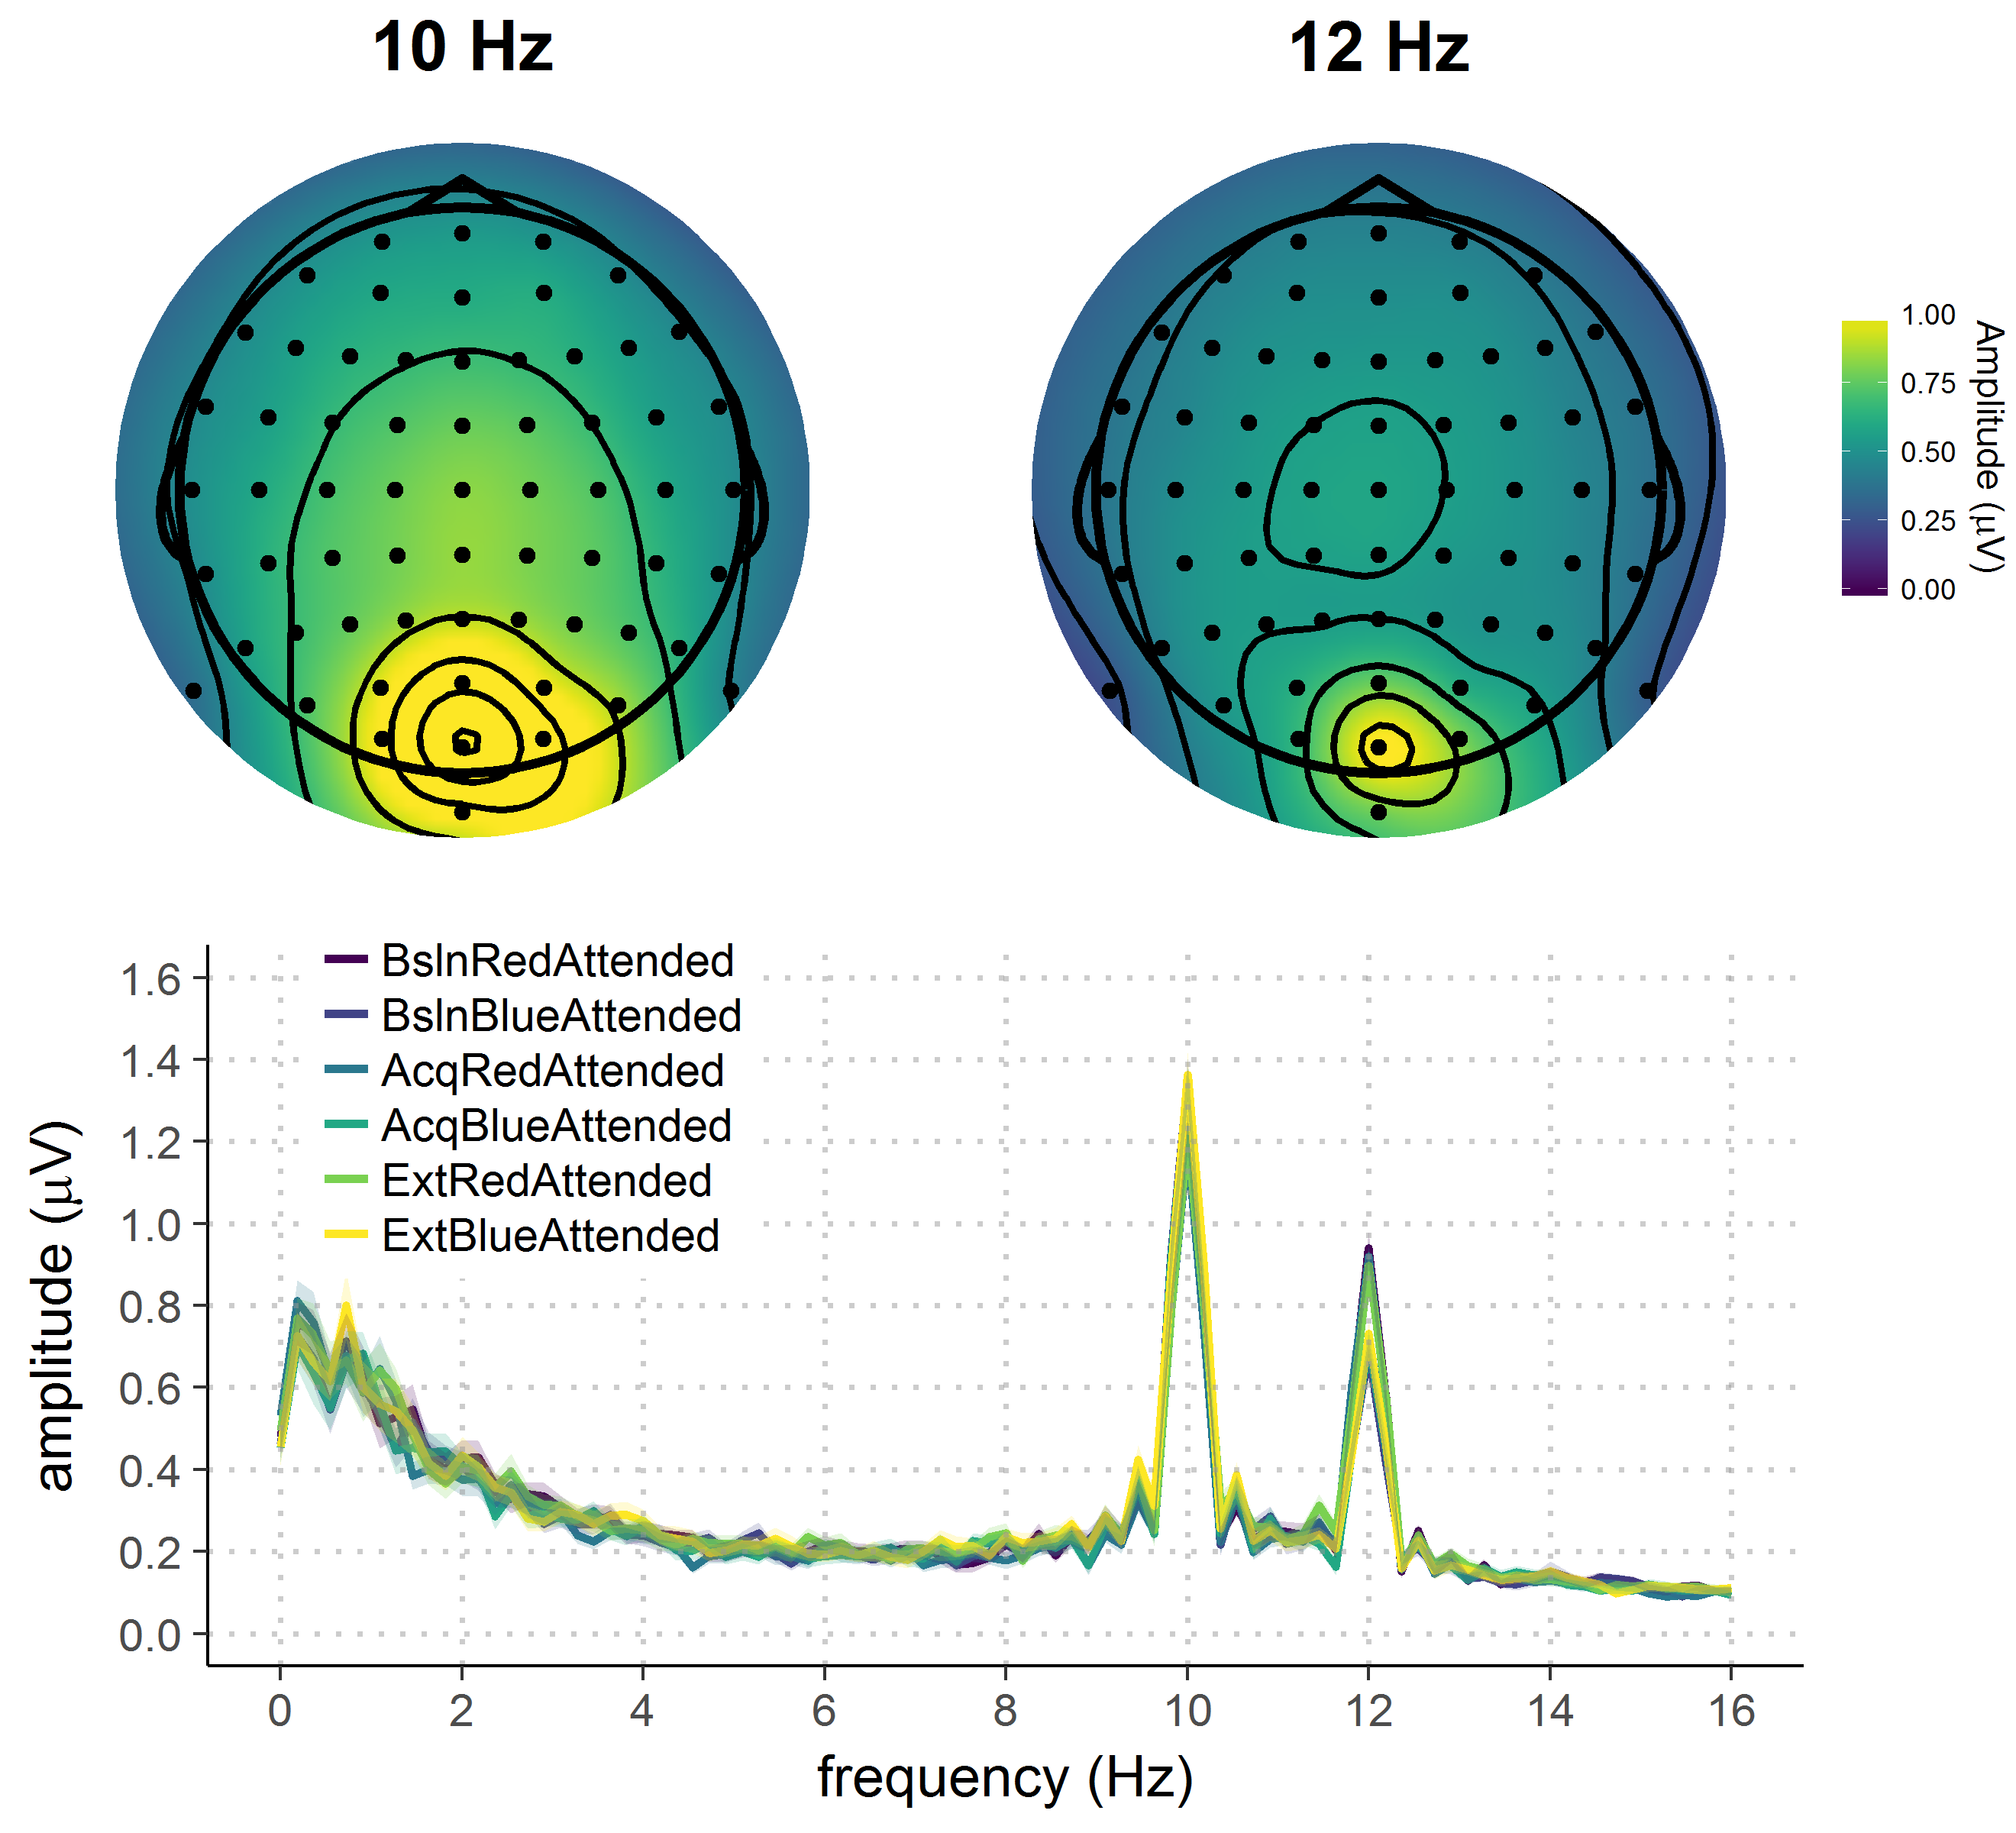 10 Hz
12 Hz
1.00
0.75
0.50
0.25
0.00
Amplitude (μV)
BslnRedAttended
BslnBlueAttended
AcqRedAttended
AcqBlueAttended
ExtRedAttended
ExtBlueAttended
1.6
1.4
1.2
1.0
0.8
0.6
0.4
0.2
0.0
amplitude (μV)
0 2 4 6 8 10 12 14 16
frequency (Hz)